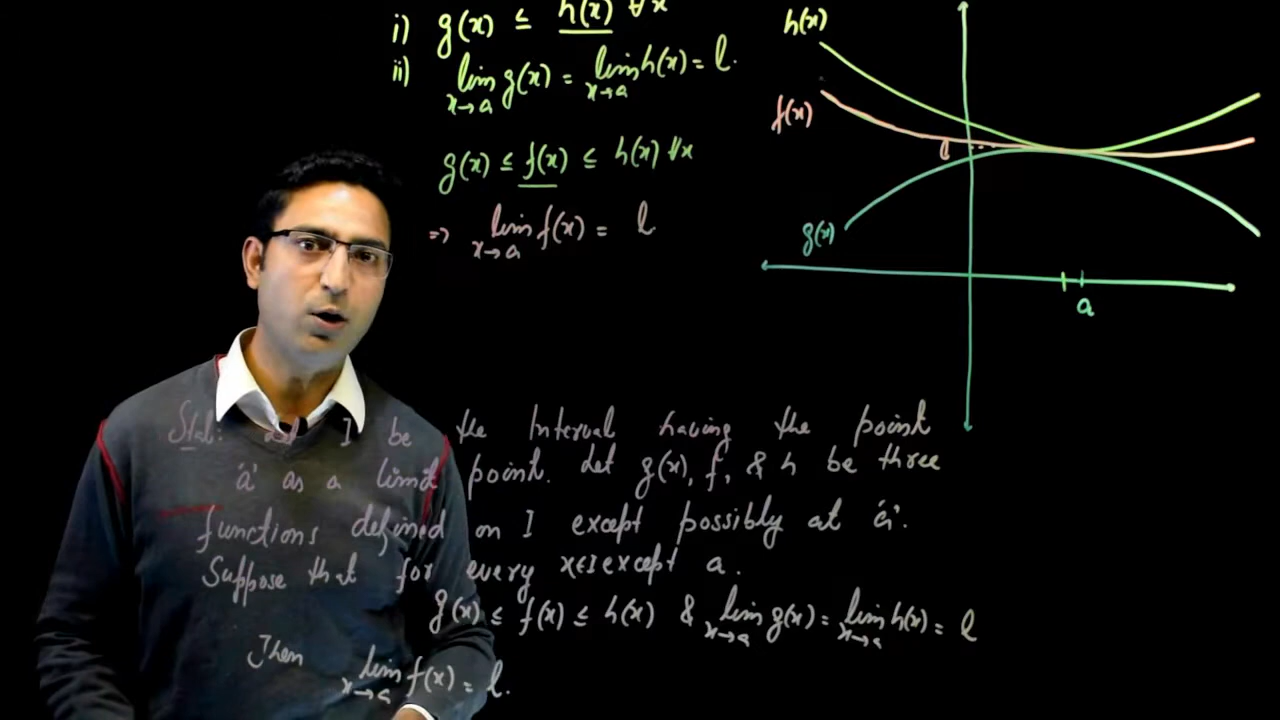 i) g(x) ≤ h(x) ∀x
ii) lim x→a g(x) = lim x→a h(x) = l.
g(x) ≤ f(x) ≤ h(x) ∀x
=> lim x→a f(x) = l
h(x)
f(x)
l
g(x)
a
Stat: Let I be the Interval having the point
'a' as a limit point. Let g(x), f, & h be three
functions defined on I except possibly at 'a'.
Suppose that for every x∈I except a.
g(x) ≤ f(x) ≤ h(x) & lim x→a g(x) = lim x→a h(x) = l
Then lim x→a f(x) = l.